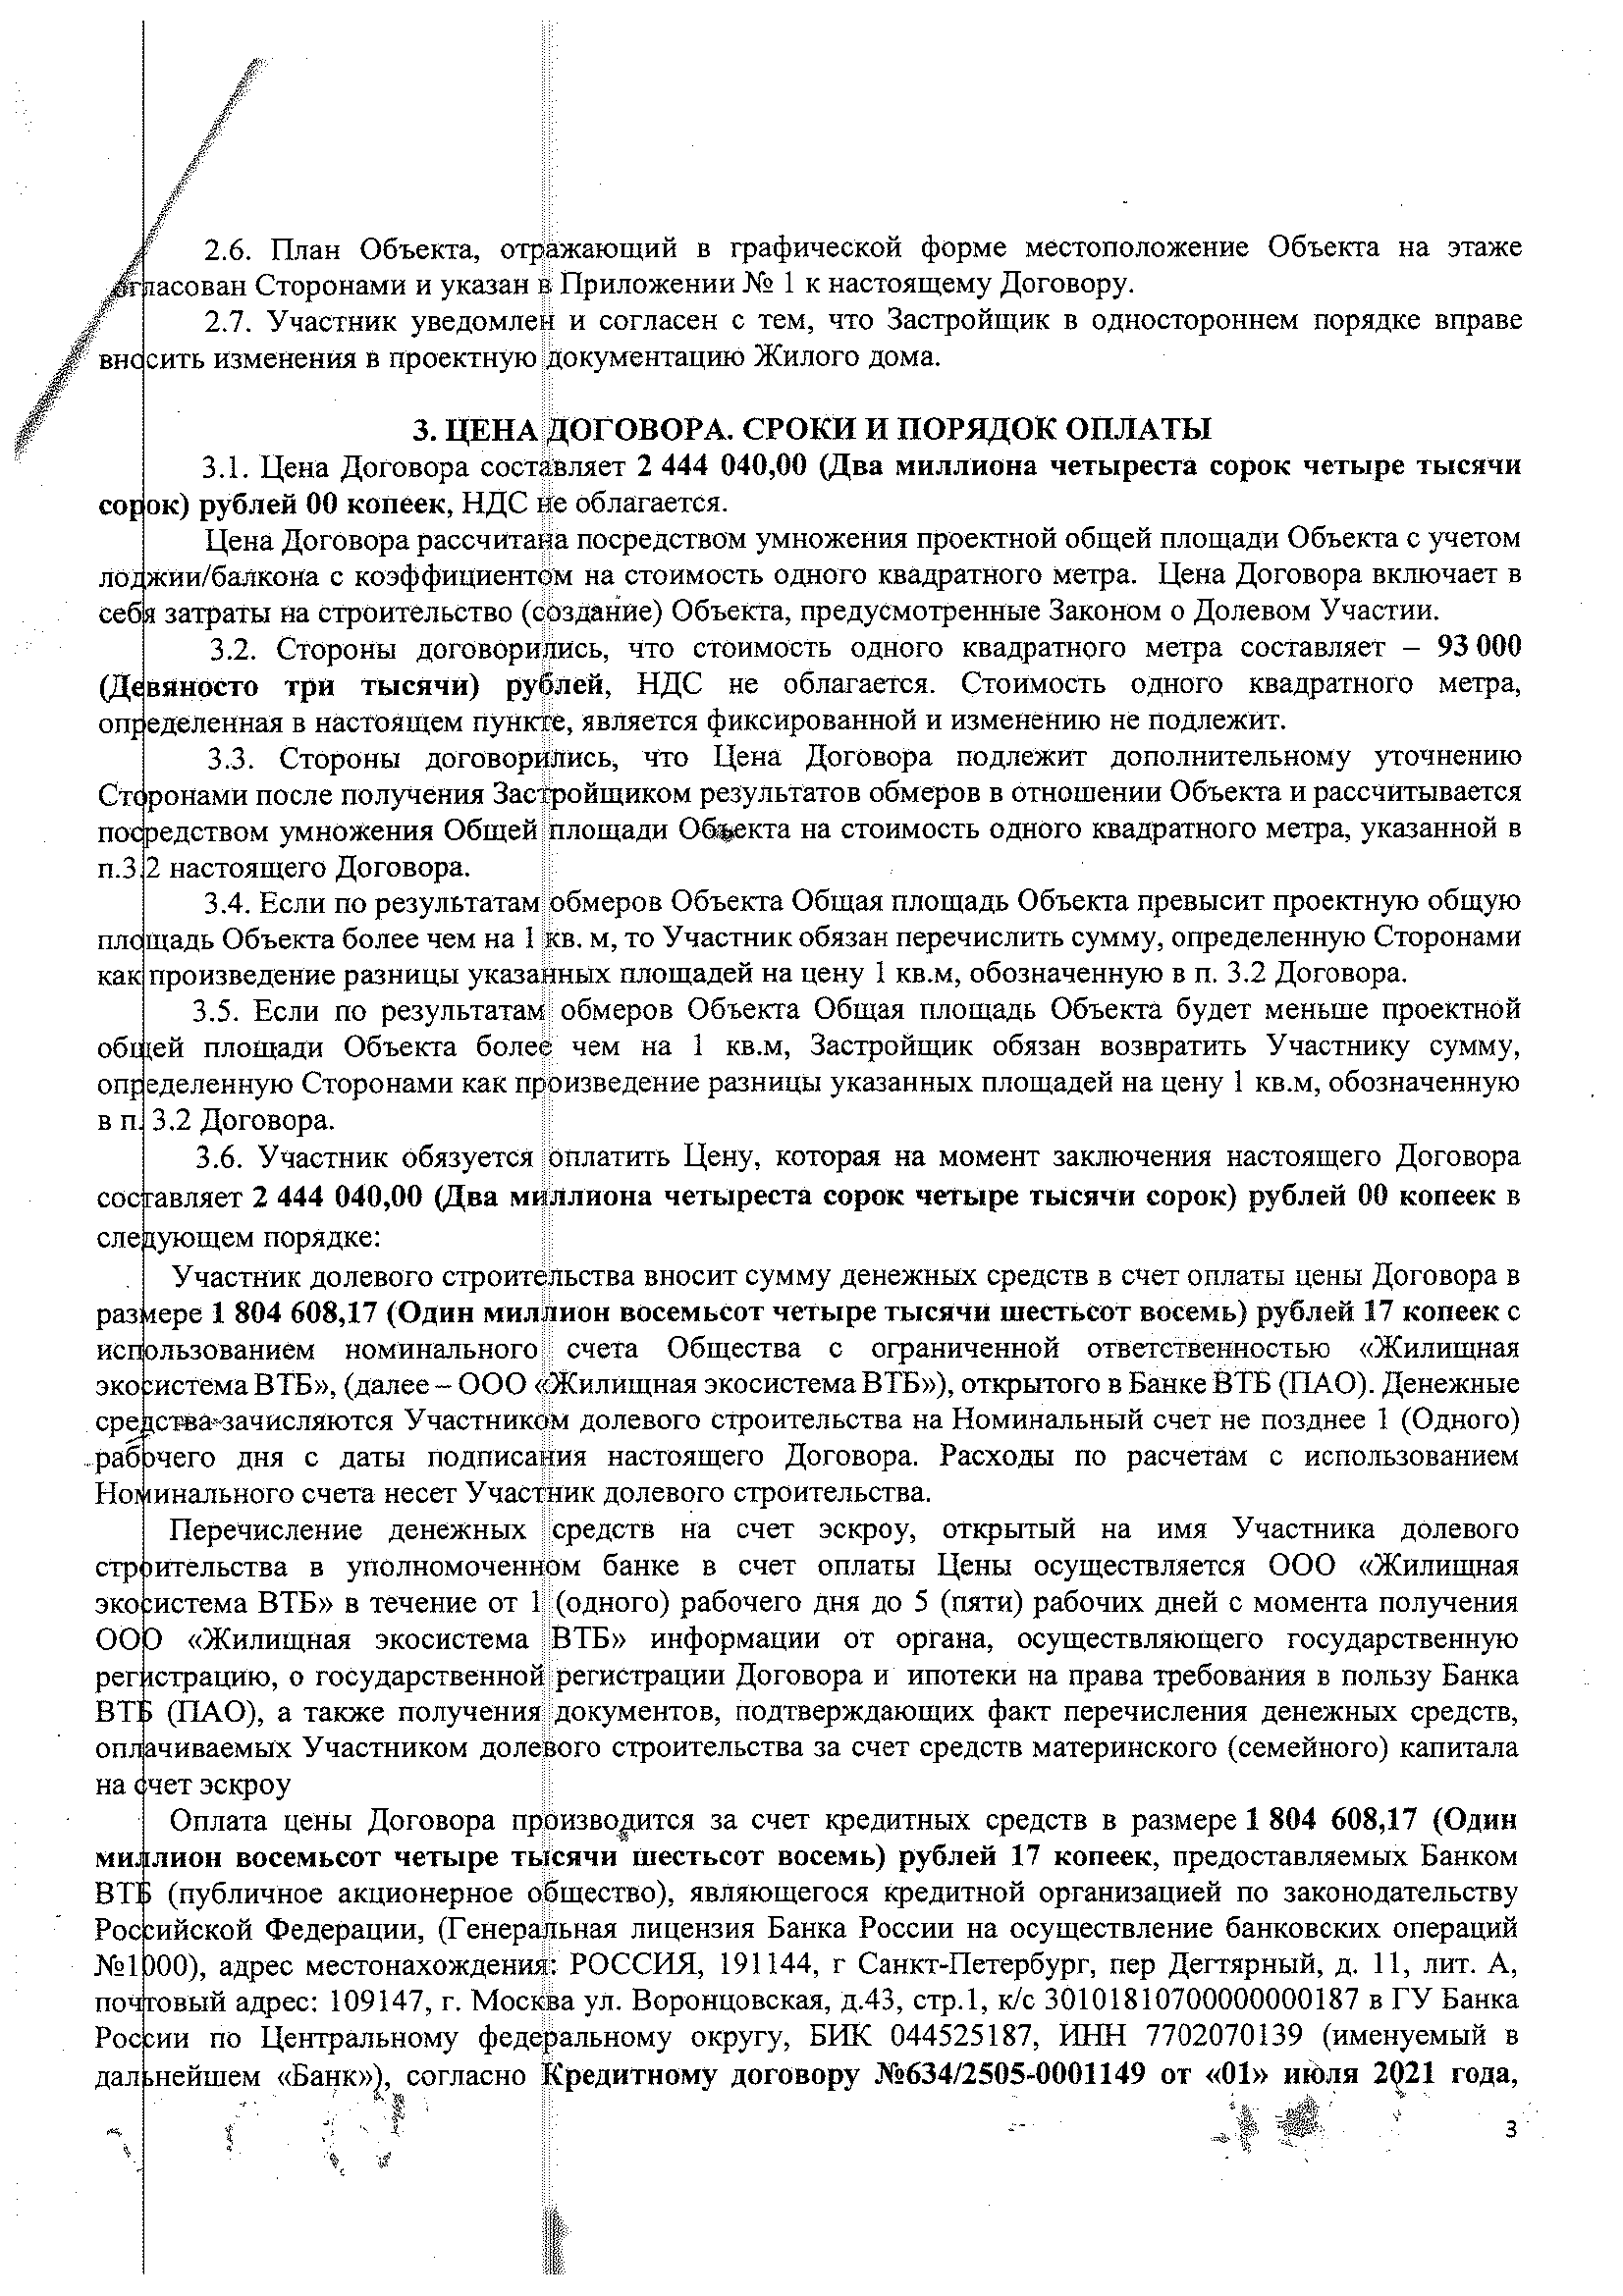 2.6. План Объекта, отражающий в графической форме местоположение Объекта на этаже
огласован Сторонами и указан в Приложении № 1 к настоящему Договору.
2.7. Участник уведомлен и согласен с тем, что Застройщик в одностороннем порядке вправе
вносить изменения в проектную документацию Жилого дома.
3. ЦЕНА ДОГОВОРА. СРОКИ И ПОРЯДОК ОПЛАТЫ
3.1. Цена Договора составляет 2 444 040,00 (Два миллиона четыреста сорок четыре тысячи
сорок) рублей 00 копеек, НДС не облагается.
Цена Договора рассчитана посредством умножения проектной общей площади Объекта с учетом
лоджии/балкона с коэффициентом на стоимость одного квадратного метра. Цена Договора включает в
себя затраты на строительство (создание) Объекта, предусмотренные Законом о Долевом Участии.
3.2. Стороны договорились, что стоимость одного квадратного метра составляет – 93 000
(Девяносто три тысячи) рублей, НДС не облагается. Стоимость одного квадратного метра,
определенная в настоящем пункте, является фиксированной и изменению не подлежит.
3.3. Стороны договорились, что Цена Договора подлежит дополнительному уточнению
Сторонами после получения Застройщиком результатов обмеров в отношении Объекта и рассчитывается
посредством умножения Общей площади Объекта на стоимость одного квадратного метра, указанной в
п.3.2 настоящего Договора.
3.4. Если по результатам обмеров Объекта Общая площадь Объекта превысит проектную общую
площадь Объекта более чем на 1 кв. м, то Участник обязан перечислить сумму, определенную Сторонами
как произведение разницы указанных площадей на цену 1 кв.м, обозначенную в п. 3.2 Договора.
3.5. Если по результатам обмеров Объекта Общая площадь Объекта будет меньше проектной
общей площади Объекта более чем на 1 кв.м, Застройщик обязан возвратить Участнику сумму,
определенную Сторонами как произведение разницы указанных площадей на цену 1 кв.м, обозначенную
в п. 3.2 Договора.
3.6. Участник обязуется оплатить Цену, которая на момент заключения настоящего Договора
составляет 2 444 040,00 (Два миллиона четыреста сорок четыре тысячи сорок) рублей 00 копеек в
следующем порядке:
Участник долевого строительства вносит сумму денежных средств в счет оплаты цены Договора в
размере 1 804 608,17 (Один миллион восемьсот четыре тысячи шестьсот восемь) рублей 17 копеек с
использованием номинального счета Общества с ограниченной ответственностью «Жилищная
экосистема ВТБ», (далее – ООО «Жилищная экосистема ВТБ»), открытого в Банке ВТБ (ПАО). Денежные
средства зачисляются Участником долевого строительства на Номинальный счет не позднее 1 (Одного)
рабочего дня с даты подписания настоящего Договора. Расходы по расчетам с использованием
Номинального счета несет Участник долевого строительства.
Перечисление денежных средств на счет эскроу, открытый на имя Участника долевого
строительства в уполномоченном банке в счет оплаты Цены осуществляется ООО «Жилищная
экосистема ВТБ» в течение от 1 (одного) рабочего дня до 5 (пяти) рабочих дней с момента получения
ООО «Жилищная экосистема ВТБ» информации от органа, осуществляющего государственную
регистрацию, о государственной регистрации Договора и ипотеки на права требования в пользу Банка
ВТБ (ПАО), а также получения документов, подтверждающих факт перечисления денежных средств,
оплачиваемых Участником долевого строительства за счет средств материнского (семейного) капитала
на счет эскроу
Оплата цены Договора производится за счет кредитных средств в размере 1 804 608,17 (Один
миллион восемьсот четыре тысячи шестьсот восемь) рублей 17 копеек, предоставляемых Банком
ВТБ (публичное акционерное общество), являющегося кредитной организацией по законодательству
Российской Федерации, (Генеральная лицензия Банка России на осуществление банковских операций
№1000), адрес местонахождения: РОССИЯ, 191144, г Санкт-Петербург, пер Дегтярный, д. 11, лит. А,
почтовый адрес: 109147, г. Москва ул. Воронцовская, д.43, стр.1, к/с 30101810700000000187 в ГУ Банка
России по Центральному федеральному округу, БИК 044525187, ИНН 7702070139 (именуемый в
дальнейшем «Банк»), согласно Кредитному договору №634/2505-0001149 от «01» июля 2021 года,
3